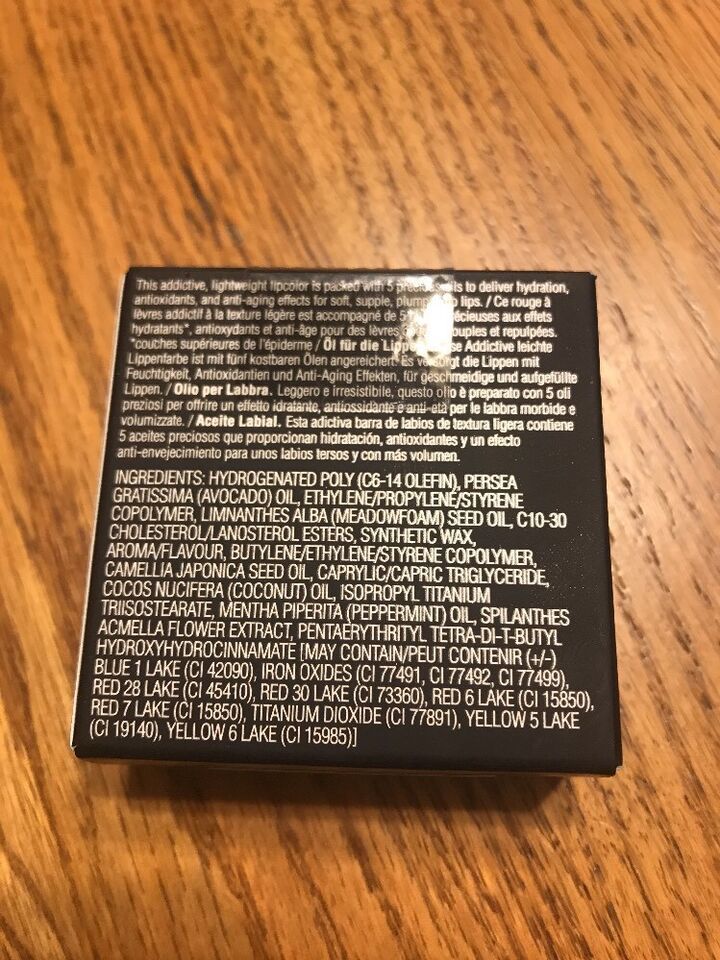 This addictive, lightweight lipcolor is packed with 5 precious oils to deliver hydration,
antioxidants, and anti-aging effects for soft, supple, plump lips. / Ce rouge à
lèvres addictif à la texture légère est accompagné de 5 précieuses aux effets
hydratants*, antioxydants et anti-âge pour des lèvres souples et repulpées.
*couches supérieures de l'épiderme / Öl für die Lippen. Addictive leichte
Lippenfarbe ist mit fünf kostbaren Ölen angereichert. Es versorgt die Lippen mit
Feuchtigkeit, Antioxidantien und Anti-Aging Effekten, für geschmeidige und aufgefüllte
Lippen. / Olio per Labbra. Leggero e irresistibile, questo olio è preparato con 5 oli
preziosi per offrire un effetto idratante, antiossidante e anti-età per le labbra morbide e
volumizzate. / Aceite Labial. Esta adictiva barra de labios de textura ligera contiene
5 aceites preciosos que proporcionan hidratación, antioxidantes y un efecto
anti-envejecimiento para unos labios tersos y con más volumen.
INGREDIENTS: HYDROGENATED POLY (C6-14 OLEFIN), PERSEA
GRATISSIMA (AVOCADO) OIL, ETHYLENE/PROPYLENE/STYRENE
COPOLYMER, LIMNANTHES ALBA (MEADOWFOAM) SEED OIL, C10-30
CHOLESTEROL/LANOSTEROL ESTERS, SYNTHETIC WAX,
AROMA/FLAVOUR, BUTYLENE/ETHYLENE/STYRENE COPOLYMER,
CAMELLIA JAPONICA SEED OIL, CAPRYLIC/CAPRIC TRIGLYCERIDE,
COCOS NUCIFERA (COCONUT) OIL, ISOPROPYL TITANIUM
TRIISOSTEARATE, MENTHA PIPERITA (PEPPERMINT) OIL, SPILANTHES
ACMELLA FLOWER EXTRACT, PENTAERYTHRITYL TETRA-DI-T-BUTYL
HYDROXYHYDROCINNAMATE [MAY CONTAIN/PEUT CONTENIR (+/-)
BLUE 1 LAKE (CI 42090), IRON OXIDES (CI 77491, CI 77492, CI 77499),
RED 28 LAKE (CI 45410), RED 30 LAKE (CI 73360), RED 6 LAKE (CI 15850),
RED 7 LAKE (CI 15850), TITANIUM DIOXIDE (CI 77891), YELLOW 5 LAKE
(CI 19140), YELLOW 6 LAKE (CI 15985)]